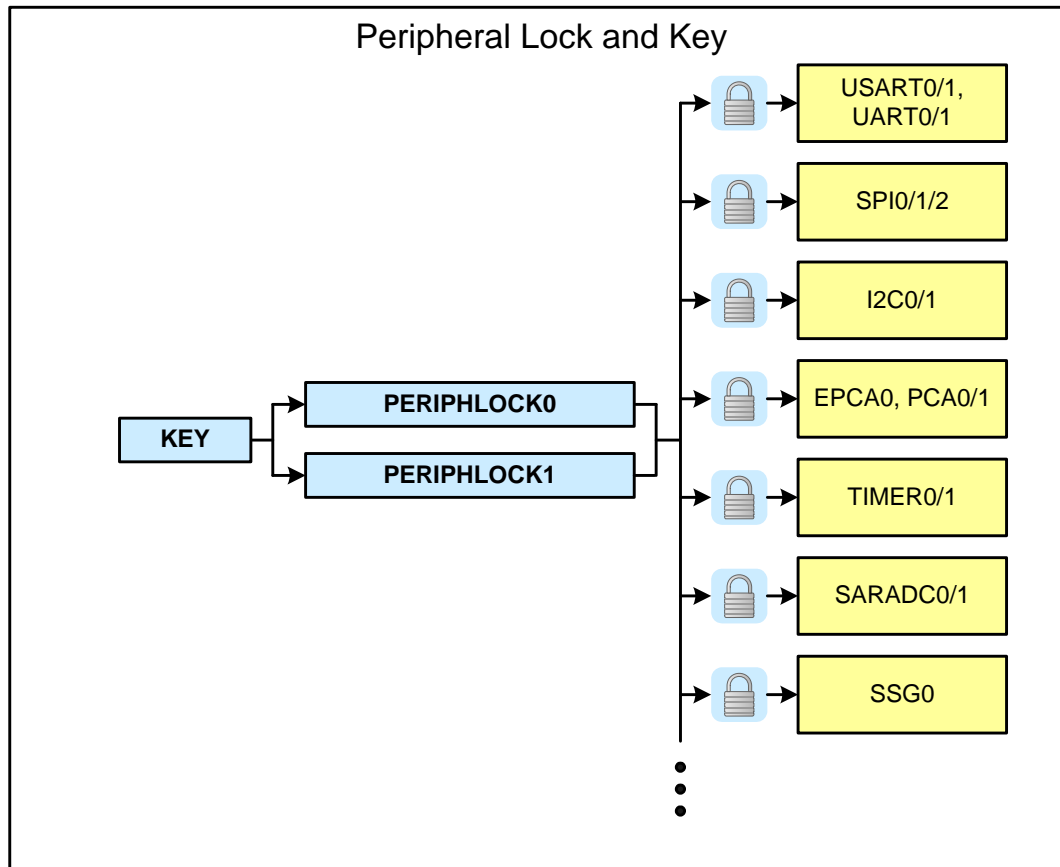 Peripheral Lock and Key
USART0/1,
UART0/1
SPI0/1/2
I2C0/1
EPCA0, PCA0/1
PERIPHLOCK0
KEY
PERIPHLOCK1
TIMER0/1
SARADC0/1
SSG0